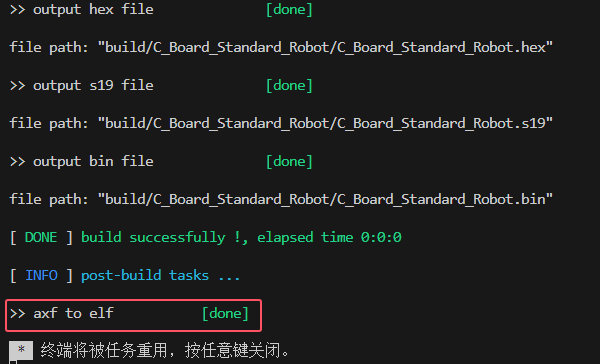 >> output hex file [done]
file path: "build/C_Board_Standard_Robot/C_Board_Standard_Robot.hex"
>> output s19 file [done]
file path: "build/C_Board_Standard_Robot/C_Board_Standard_Robot.s19"
>> output bin file [done]
file path: "build/C_Board_Standard_Robot/C_Board_Standard_Robot.bin"
[ DONE ] build successfully !, elapsed time 0:0:0
[ INFO ] post-build tasks ...
>> axf to elf [done]
* 终端将被任务重用，按任意键关闭。